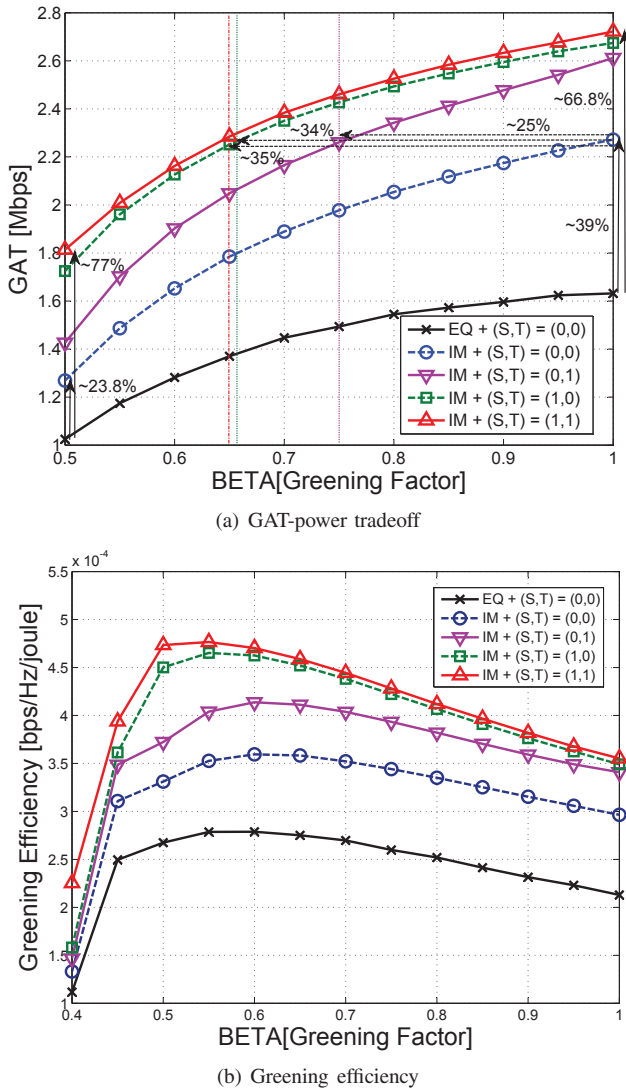 2.8
2.6
2.4
2.2
2
1.8
1.6
1.4
1.2
1
GAT [Mbps]
~66.8%
~34%
~25%
~35%
~39%
~77%
~23.8%
EQ + (S,T) = (0,0)
IM + (S,T) = (0,0)
IM + (S,T) = (0,1)
IM + (S,T) = (1,0)
IM + (S,T) = (1,1)
0.5 0.6 0.7 0.8 0.9 1
BETA[Greening Factor]
(a) GAT-power tradeoff
x 10^-4
5.5
5
4.5
4
3.5
3
2.5
2
1.5
1
Greening Efficiency [bps/Hz/joule]
EQ + (S,T) = (0,0)
IM + (S,T) = (0,0)
IM + (S,T) = (0,1)
IM + (S,T) = (1,0)
IM + (S,T) = (1,1)
0.4 0.5 0.6 0.7 0.8 0.9 1
BETA[Greening Factor]
(b) Greening efficiency